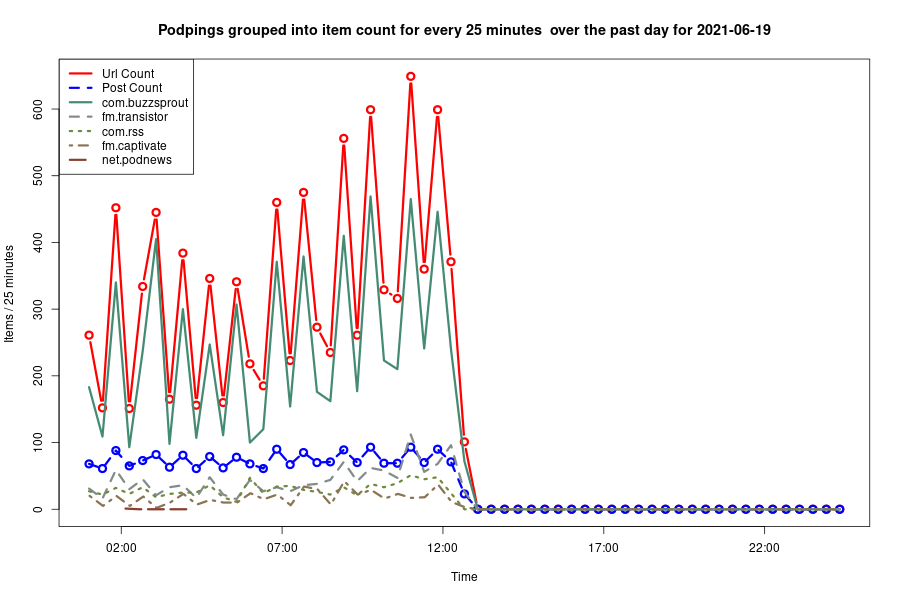 Podpings grouped into item count for every 25 minutes  over the past day for 2021-06-19
Url Count
Post Count
com.buzzsprout
fm.transistor
com.rss
fm.captivate
net.podnews
Items / 25 minutes
600
500
400
300
200
100
0
02:00 07:00 12:00 17:00 22:00
Time